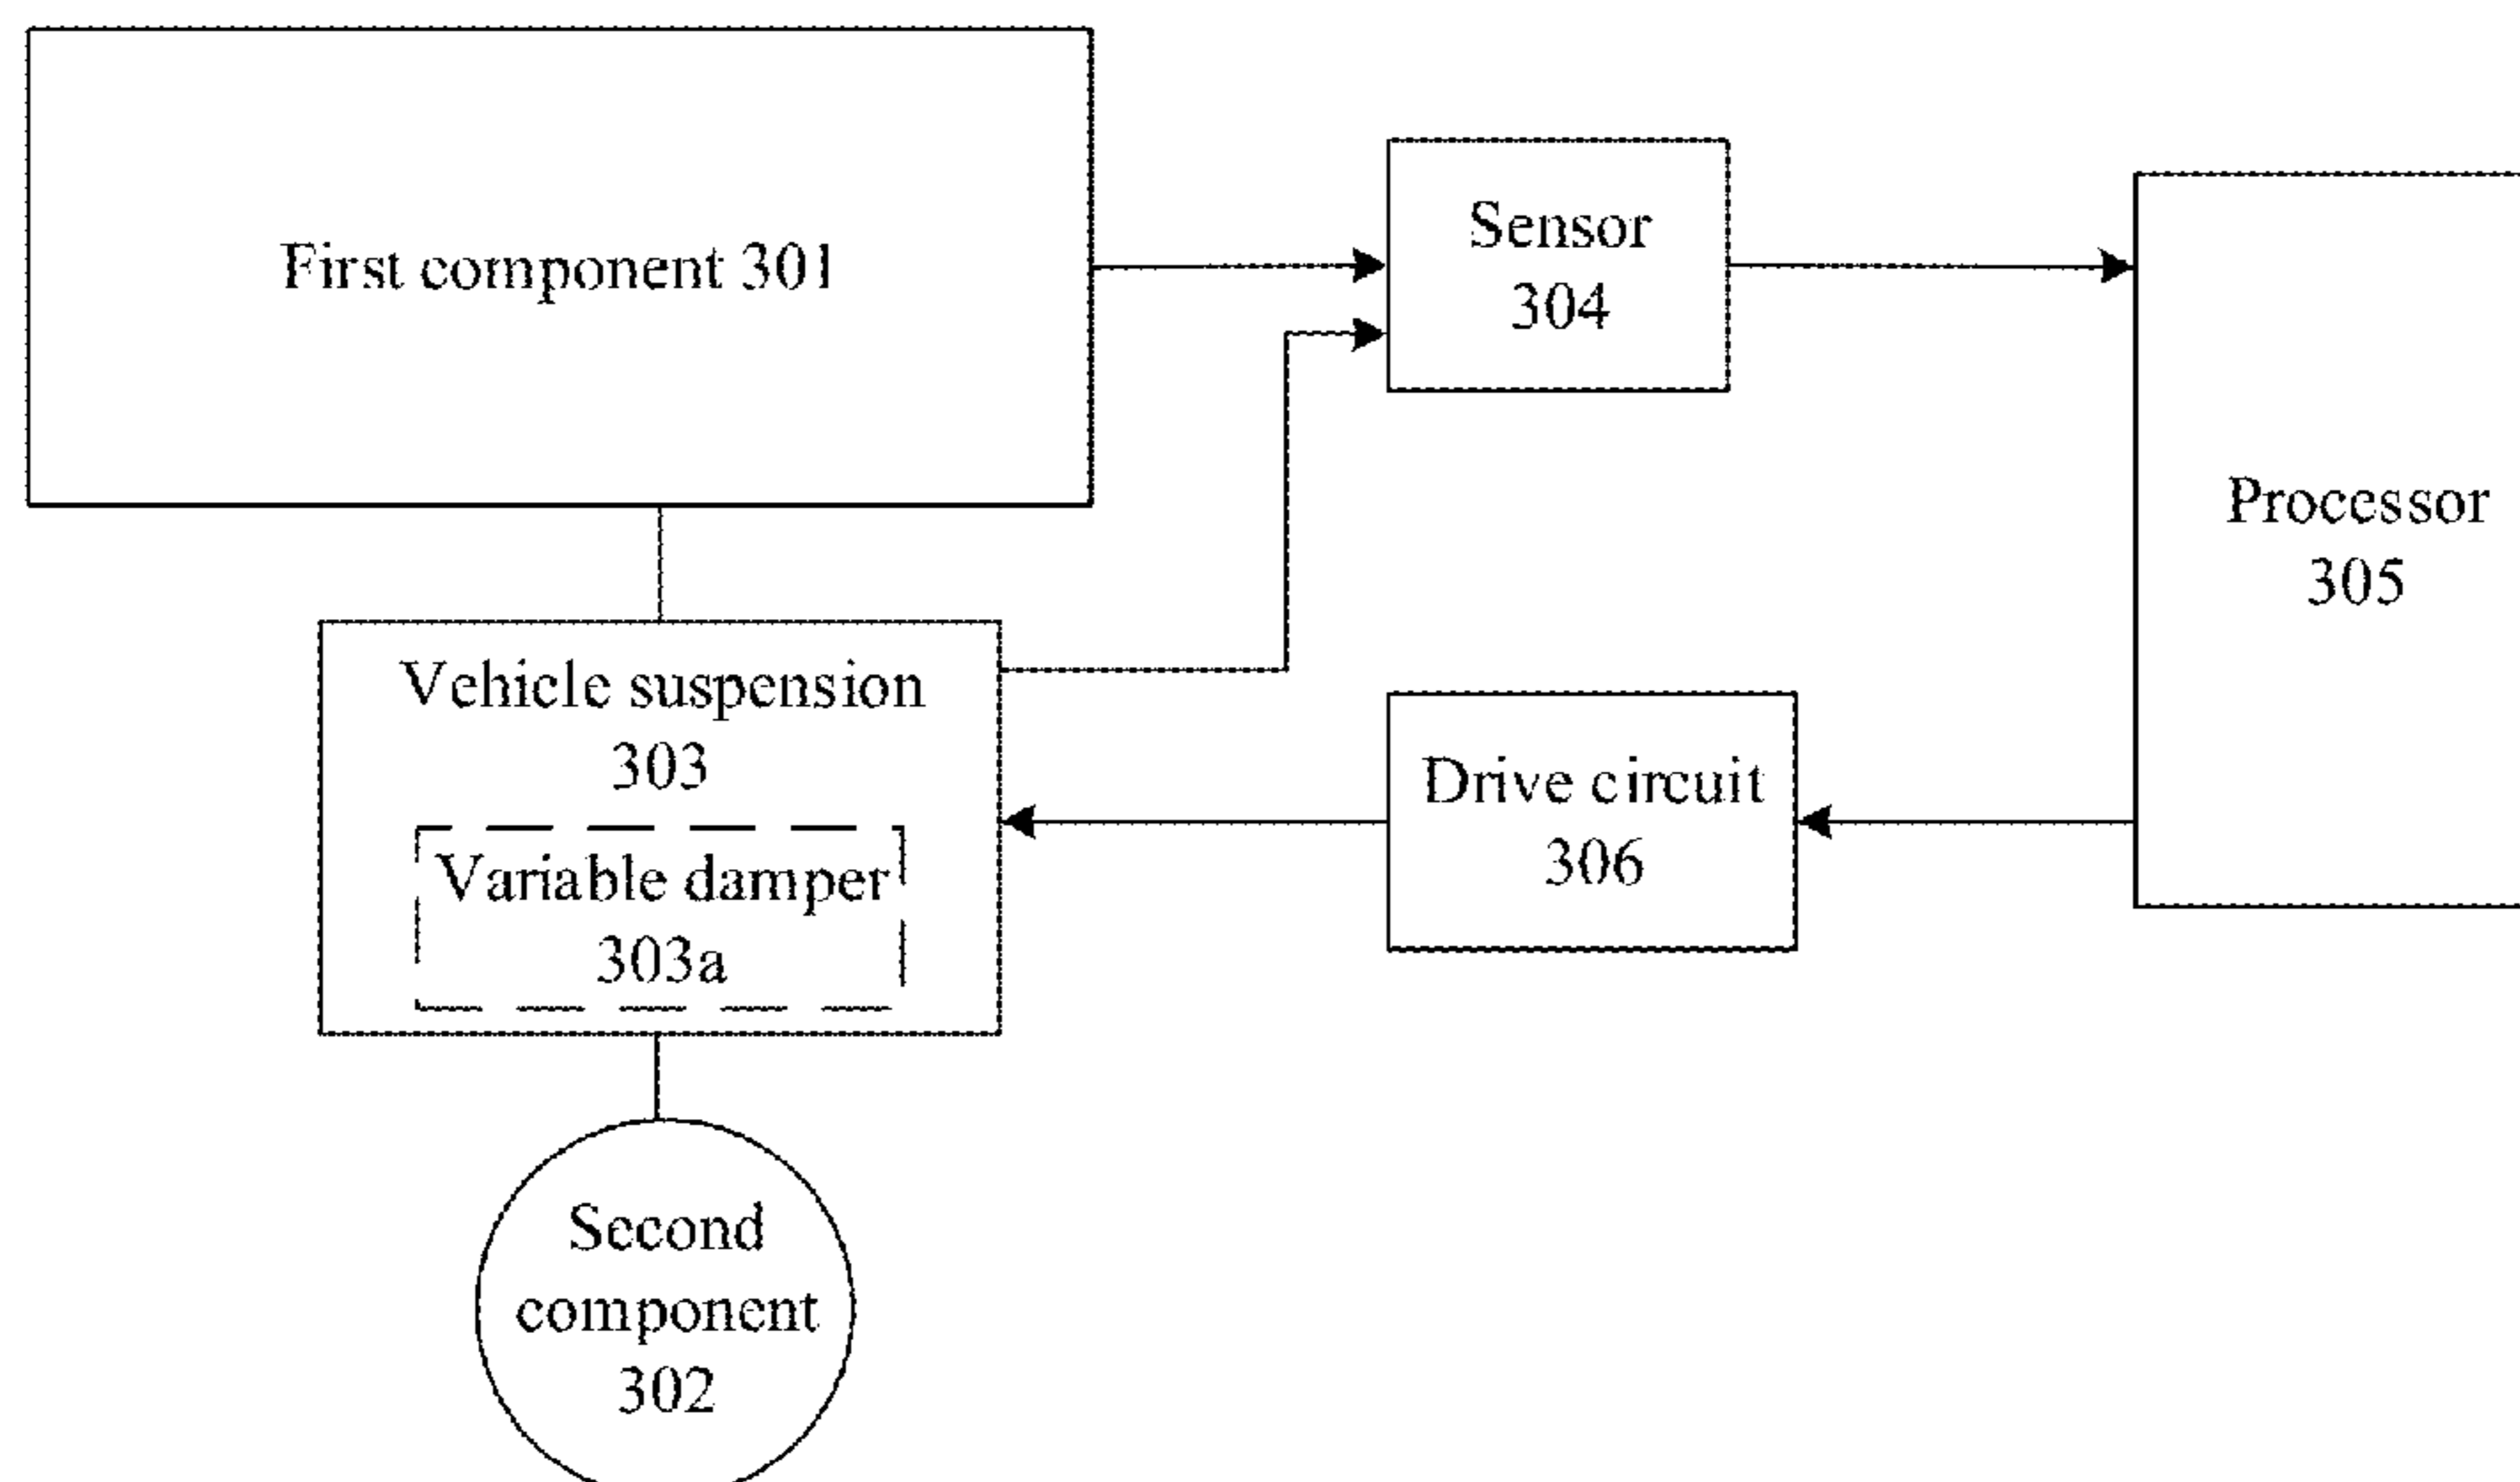 First component 301
Sensor
304
Processor
305
Vehicle suspension
303
Variable damper
303a
Drive circuit
306
Second
component
302